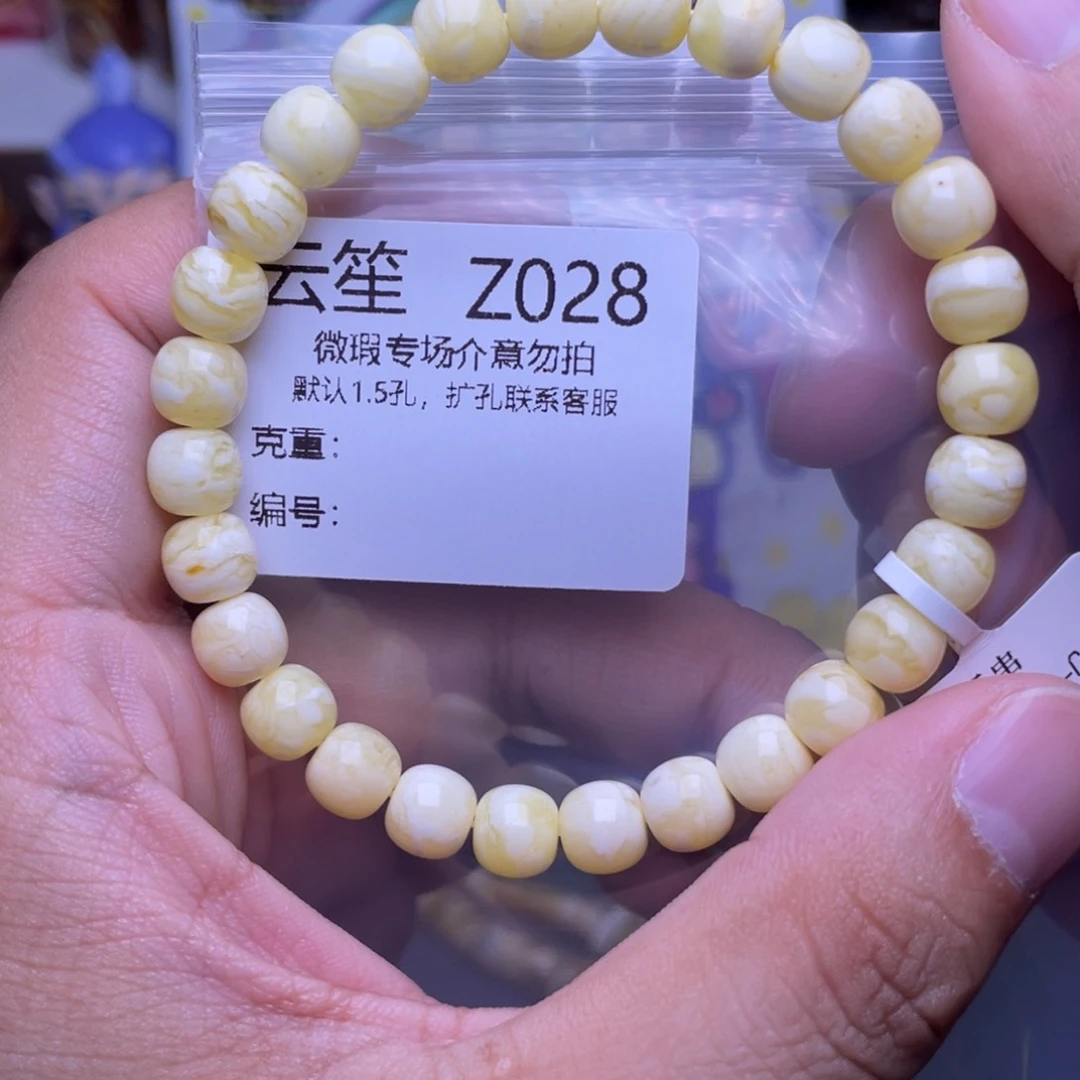 云笙 Z028
微瑕专场介意勿拍
默认1.5孔，扩孔联系客服
克重：
编号：
串